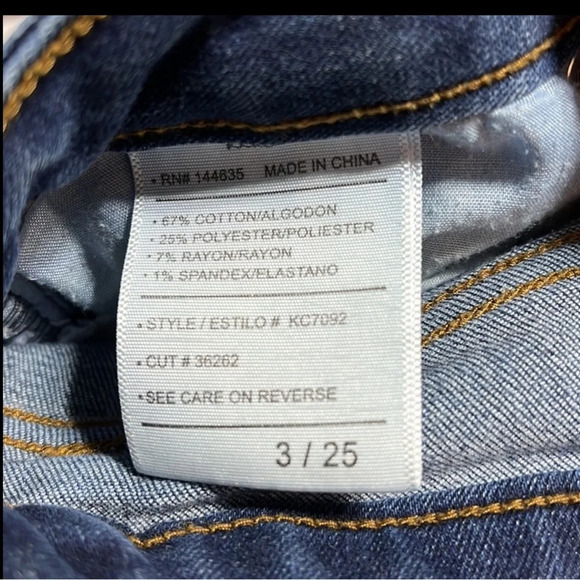 • RN# 144635 MADE IN CHINA
• 67% COTTON/ALGODON
• 25% POLYESTER/POLIESTER
• 7% RAYON/RAYON
• 1% SPANDEX/ELASTANO
• STYLE / ESTILO # KC7092
• CUT # 36262
• SEE CARE ON REVERSE
3 / 25